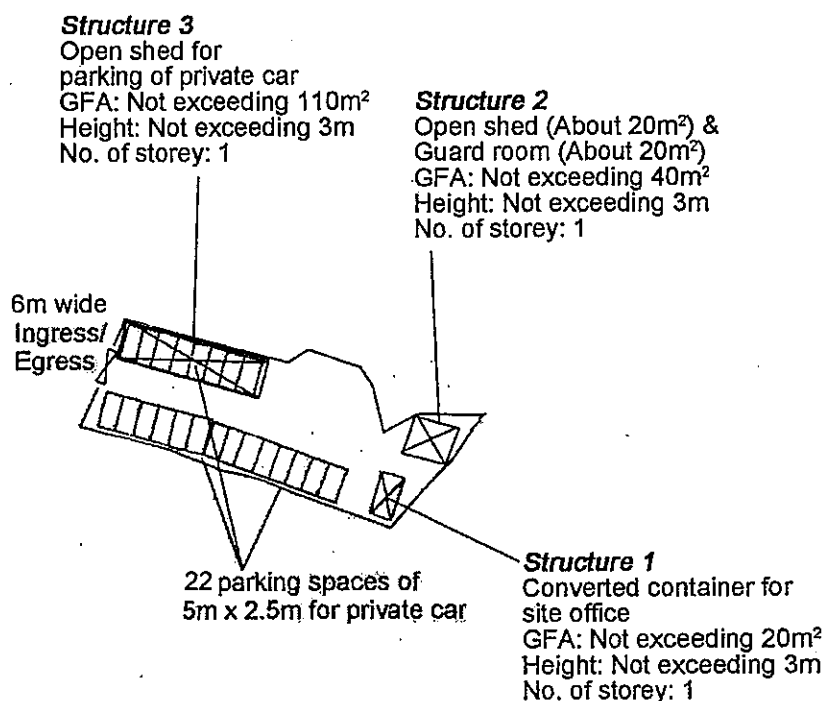 Structure 3
Open shed for
parking of private car
GFA: Not exceeding 110m²
Height: Not exceeding 3m
No. of storey: 1
Structure 2
Open shed (About 20m²) &
Guard room (About 20m²)
GFA: Not exceeding 40m²
Height: Not exceeding 3m
No. of storey: 1
6m wide
Ingress/
Egress
22 parking spaces of
5m x 2.5m for private car
Structure 1
Converted container for
site office
GFA: Not exceeding 20m²
Height: Not exceeding 3m
No. of storey: 1